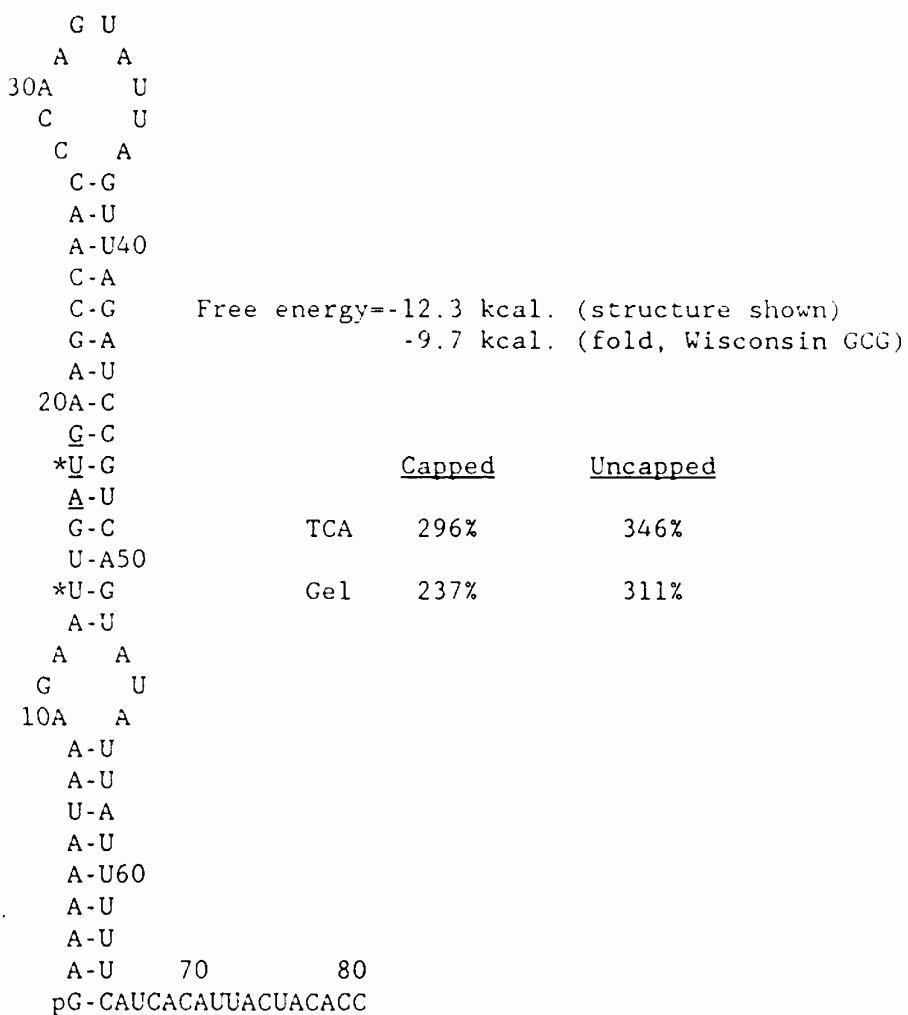 G U
A A
30A U
C U
C A
C-G
A-U
A-U40
C-A
C-G Free energy=-12.3 kcal. (structure shown)
G-A -9.7 kcal. (fold, Wisconsin GCG)
A-U
20A-C
G-C
*U-G Capped Uncapped
A-U
G-C TCA 296% 346%
U-A50
*U-G Gel 237% 311%
A-U
A A
G U
10A A
A-U
A-U
U-A
A-U
A-U60
A-U
A-U
A-U 70 80
pG-CAUCACAUUACUACACC